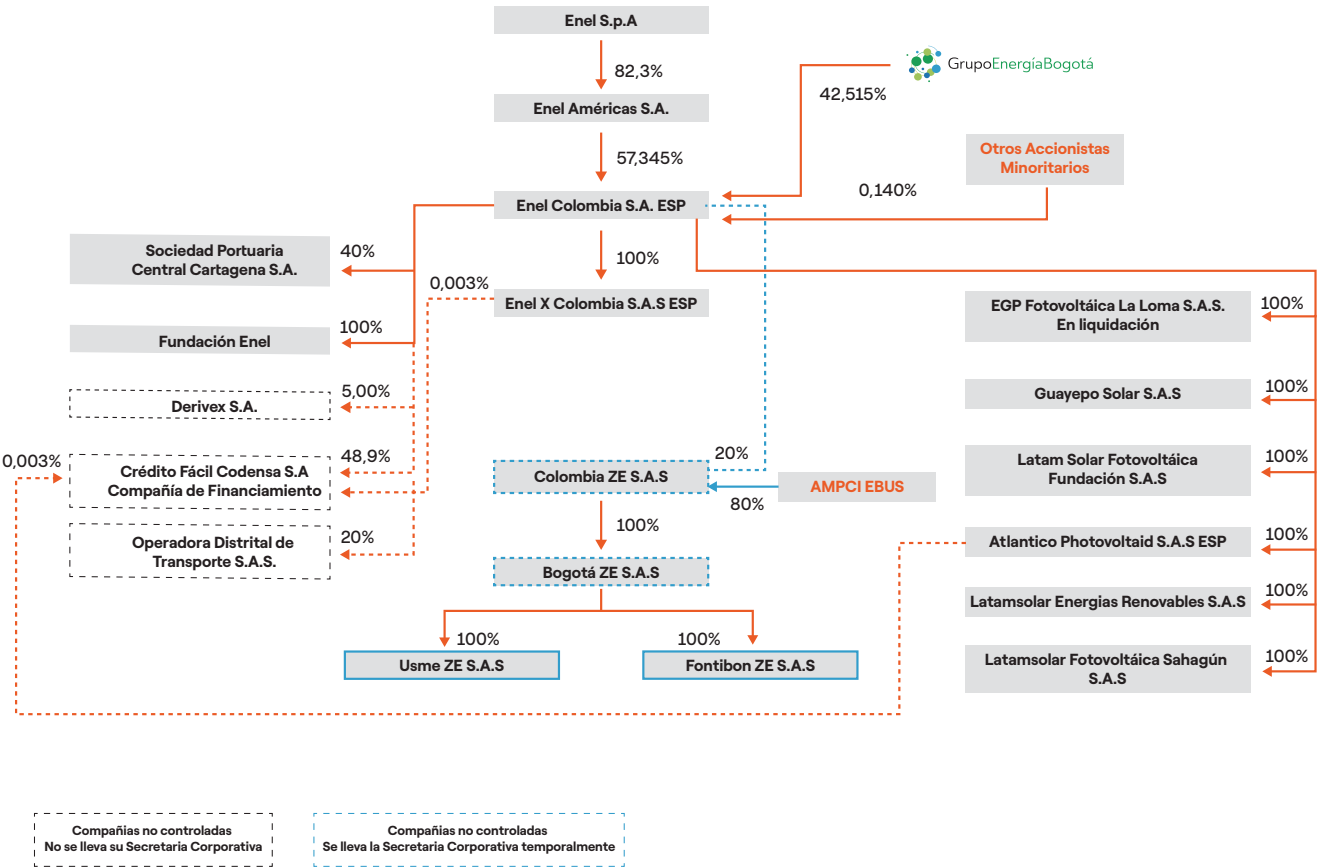 Enel S.p.A
82,3%
Enel Américas S.A.
GrupoEnergíaBogotá
42,515%
57,345%
Otros Accionistas
Minoritarios
0,140%
Enel Colombia S.A. ESP
Sociedad Portuaria
Central Cartagena S.A.
40%
100%
0,003%
Enel X Colombia S.A.S ESP
EGP Fotovoltáica La Loma S.A.S.
En liquidación
100%
Fundación Enel
100%
Derivex S.A.
5,00%
Guayepo Solar S.A.S
100%
0,003%
Crédito Fácil Codensa S.A
Compañía de Financiamiento
48,9%
Colombia ZE S.A.S
20%
80%
AMPCI EBUS
Latam Solar Fotovoltáica
Fundación S.A.S
100%
Operadora Distrital de
Transporte S.A.S.
20%
100%
Atlantico Photovoltaid S.A.S ESP
100%
Bogotá ZE S.A.S
Latamsolar Energias Renovables S.A.S
100%
100%
100%
Usme ZE S.A.S
Fontibon ZE S.A.S
Latamsolar Fotovoltáica Sahagún
S.A.S
100%
Compañias no controladas
No se lleva su Secretaria Corporativa
Compañias no controladas
Se lleva la Secretaria Corporativa temporalmente